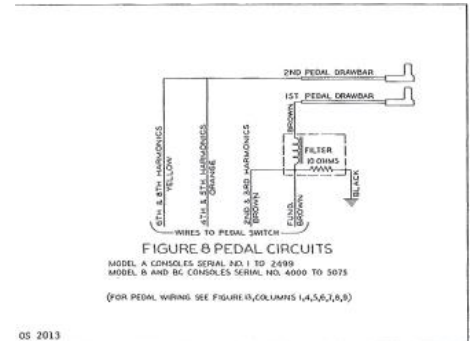 2ND PEDAL DRAWBAR
1ST PEDAL DRAWBAR
BROWN
FILTER
10 OHMS
BLACK
6TH & 8TH HARMONICS
YELLOW
4TH & 5TH HARMONICS
ORANGE
2ND & 3RD HARMONICS
BROWN
FUND.
BROWN
WIRES TO PEDAL SWITCH
FIGURE 8 PEDAL CIRCUITS
MODEL A CONSOLES SERIAL NO. 1 TO 2499
MODEL B AND BC CONSOLES SERIAL NO. 4000 TO 5075
(FOR PEDAL WIRING SEE FIGURE 13, COLUMNS 1,4,5,6,7,8,9)
OS 2013